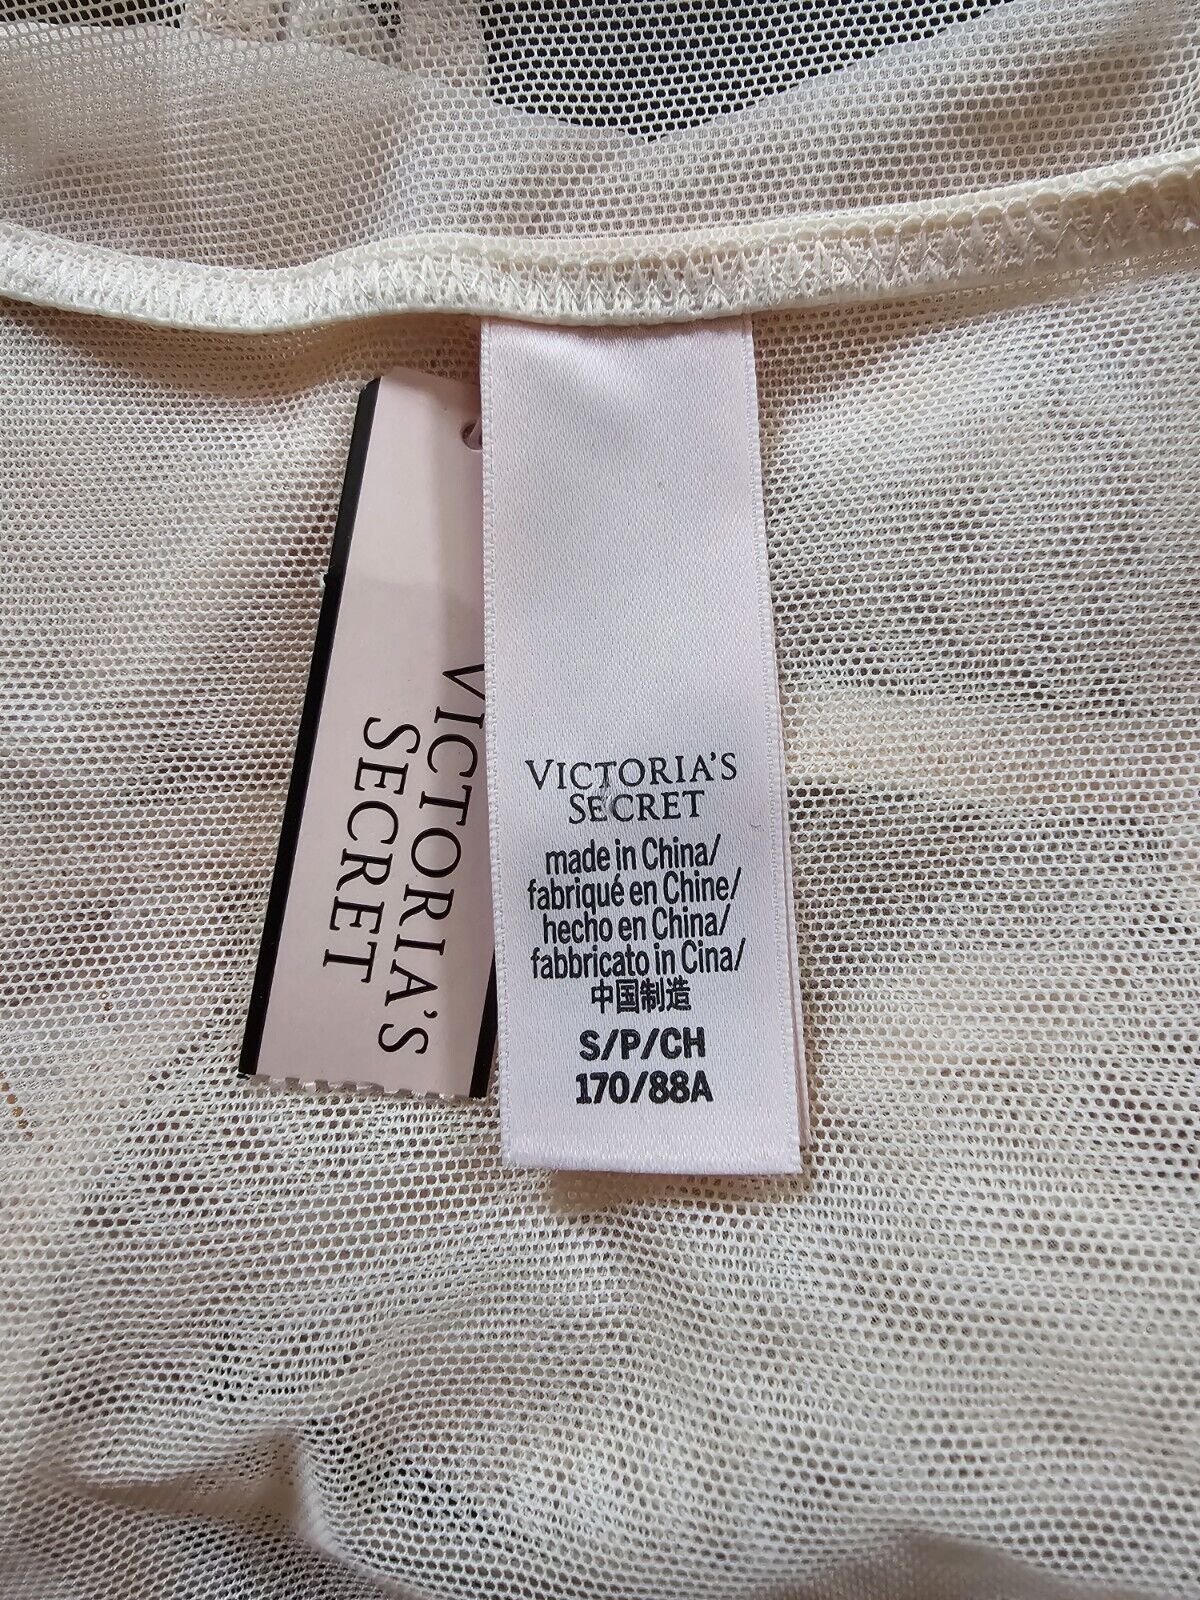 VICTORIA'S
SECRET
VICTORIA'S
SECRET
made in China/
fabriqué en Chine/
hecho en China/
fabbricato in Cina/
中国制造
S/P/CH
170/88A